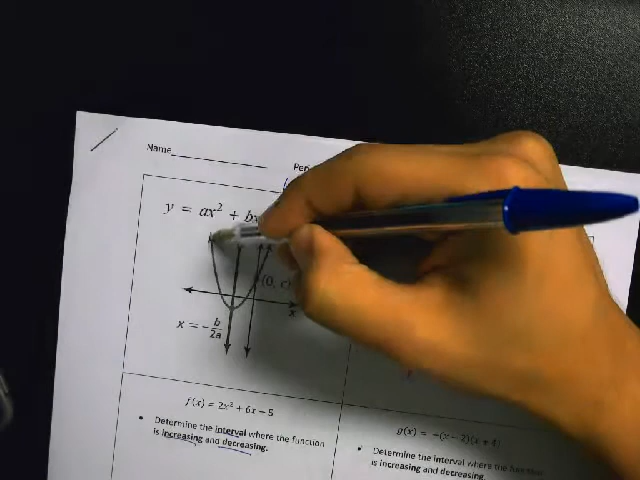 Name
y = ax² + bx
(0, c)
x
x = -b/2a
f(x) = 2x² + 6x - 5
g(x) = -(x - 2)(x + 4)
• Determine the interval where the function
is increasing and decreasing.
• Determine the interval where the
is increasing and decreasing.